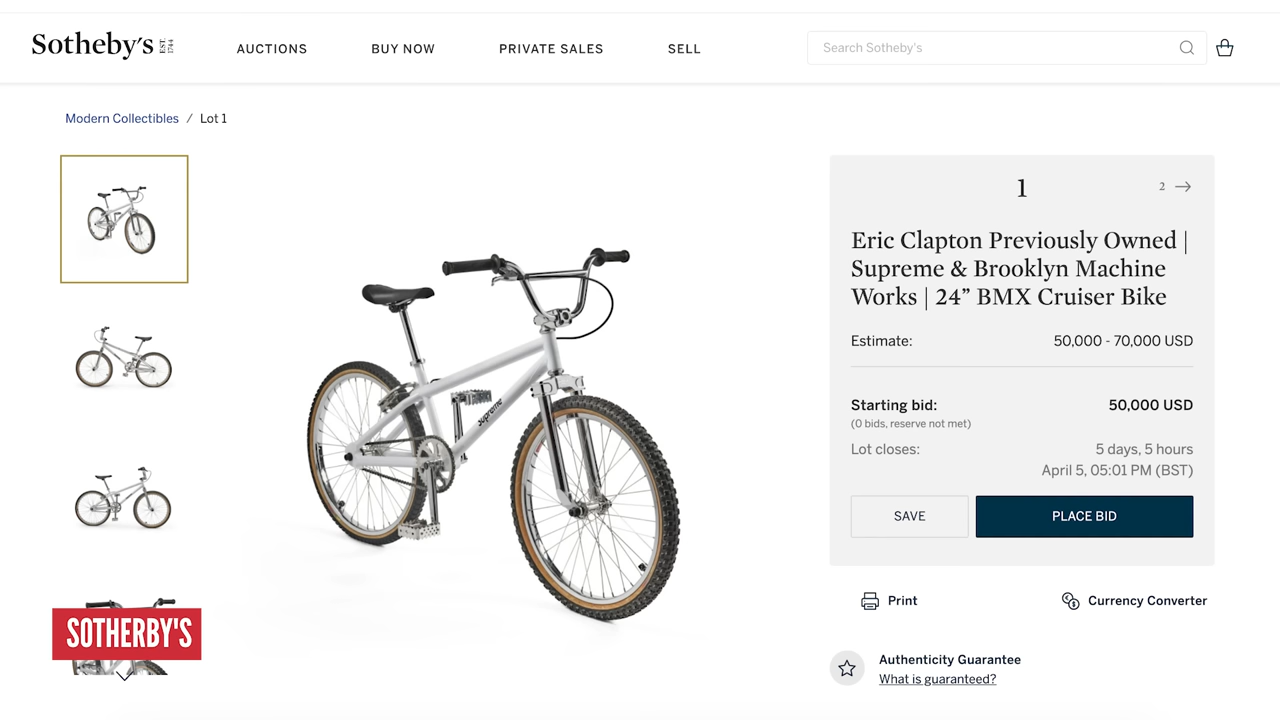 Sotheby's EST. 1744
AUCTIONS
BUY NOW
PRIVATE SALES
SELL
Search Sotheby's
Modern Collectibles / Lot 1
1
2
Eric Clapton Previously Owned |
Supreme & Brooklyn Machine
Works | 24” BMX Cruiser Bike
Estimate:
50,000 - 70,000 USD
Starting bid:
50,000 USD
(0 bids, reserve not met)
Lot closes:
5 days, 5 hours
April 5, 05:01 PM (BST)
SAVE
PLACE BID
Print
Currency Converter
Authenticity Guarantee
What is guaranteed?
Supreme
SOTHERBY'S